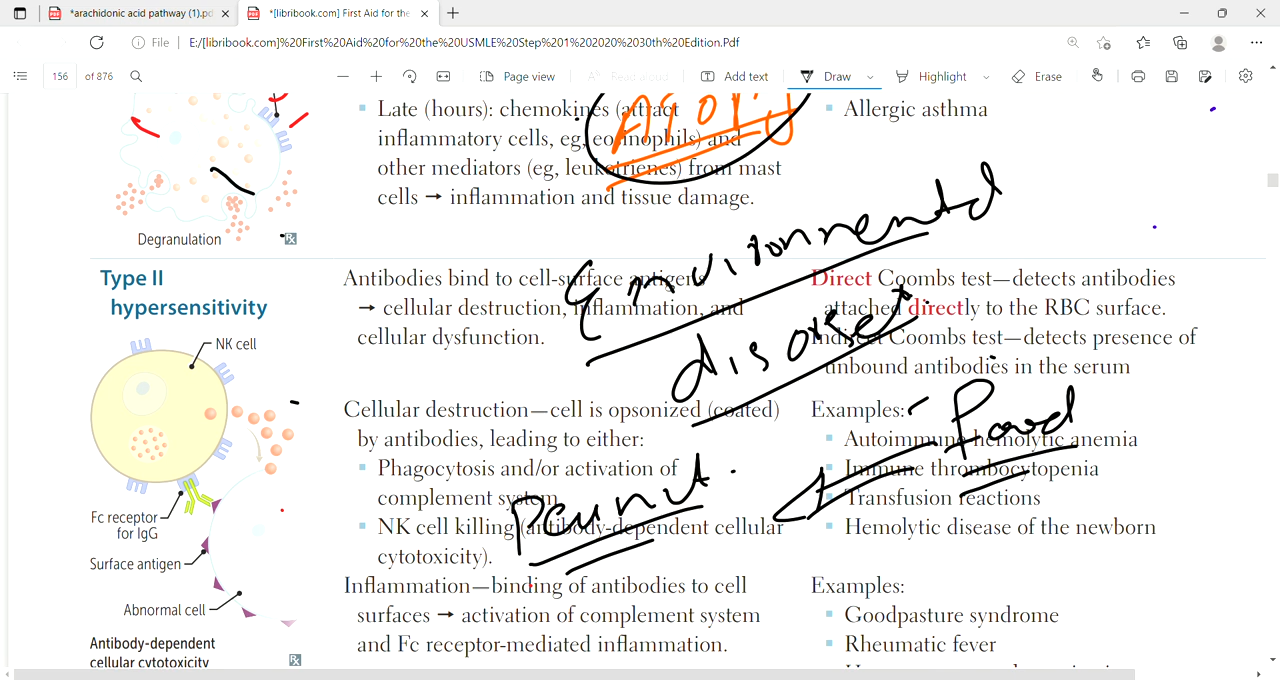 *arachidonic acid pathway (1).pd
*[libribook.com] First Aid for the
File
E:/[libribook.com]%20First%20Aid%20for%20the%20USMLE%20Step%201%202020%2030th%20Edition.Pdf
156 of 876
Page view
Read aloud
Add text
Draw
Highlight
Erase
Late (hours): chemokines (attract
inflammatory cells, eg, eosinophils) and
other mediators (eg, leukotrienes) from mast
cells → inflammation and tissue damage.
Allergic asthma
Degranulation
Rx
Environmental
disorset
Food
Peunut
Type II
hypersensitivity
NK cell
Fc receptor
for IgG
Surface antigen
Abnormal cell
Antibody-dependent
cellular cytotoxicity
Rx
Antibodies bind to cell-surface antigens
→ cellular destruction, inflammation, and
cellular dysfunction.
Cellular destruction—cell is opsonized (coated)
by antibodies, leading to either:
Phagocytosis and/or activation of
complement system
NK cell killing (antibody-dependent cellular
cytotoxicity).
Inflammation—binding of antibodies to cell
surfaces → activation of complement system
and Fc receptor-mediated inflammation.
Direct Coombs test—detects antibodies
attached directly to the RBC surface.
Indirect Coombs test—detects presence of
unbound antibodies in the serum
Examples:
Autoimmune hemolytic anemia
Immune thrombocytopenia
Transfusion reactions
Hemolytic disease of the newborn
Examples:
Goodpasture syndrome
Rheumatic fever